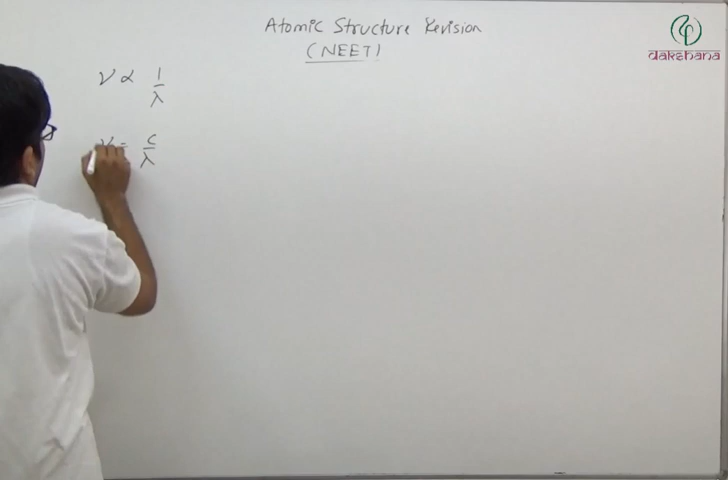 Atomic Structure Revision
(NEET)
dakshana
ν ∝ 1/λ
ν = c/λ